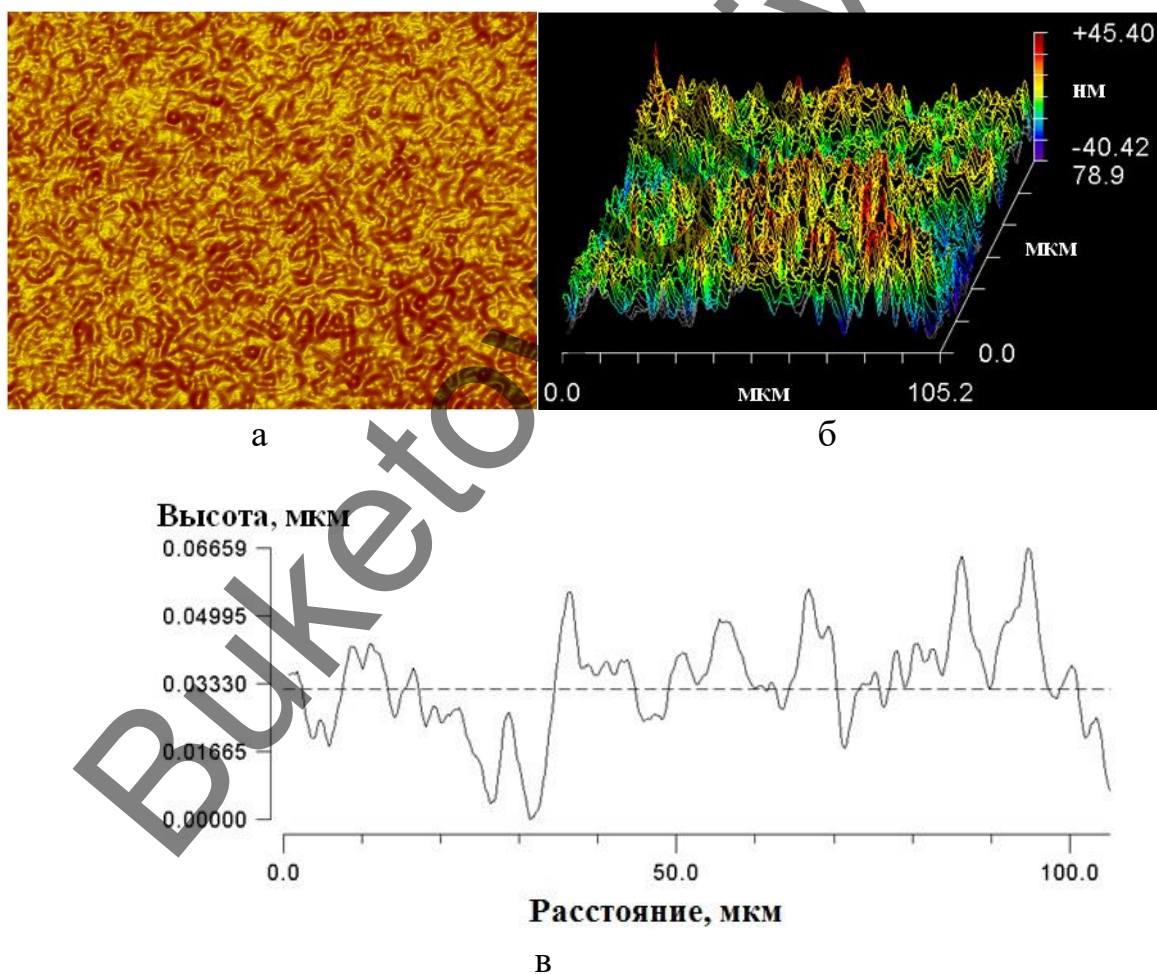 +45.40
нм
-40.42
78.9
мкм
0.0
0.0 мкм 105.2
а б
Высота, мкм
0.06659
0.04995
0.03330
0.01665
0.00000
0.0 50.0 100.0
Расстояние, мкм
в
Buketov